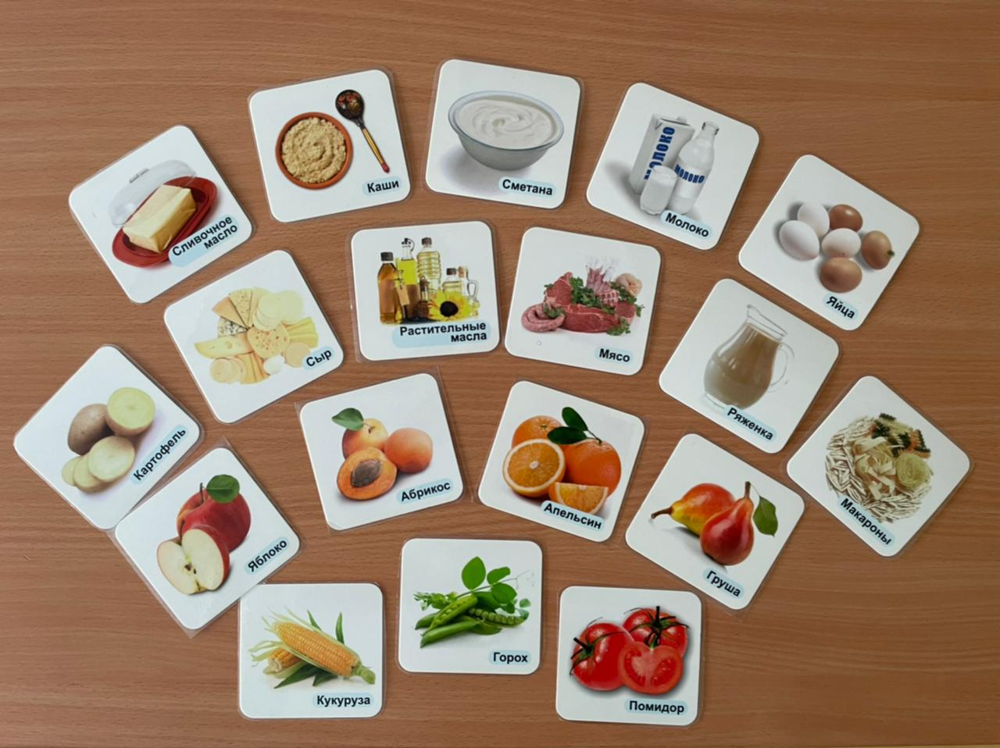 Каши
Сметана
МОЛОКО
МОЛОКО
Молоко
Сливочное
масло
Яйца
Растительные
масла
Мясо
Сыр
Ряженка
Картофель
Абрикос
Апельсин
Макароны
Яблоко
Груша
Горох
Кукуруза
Помидор